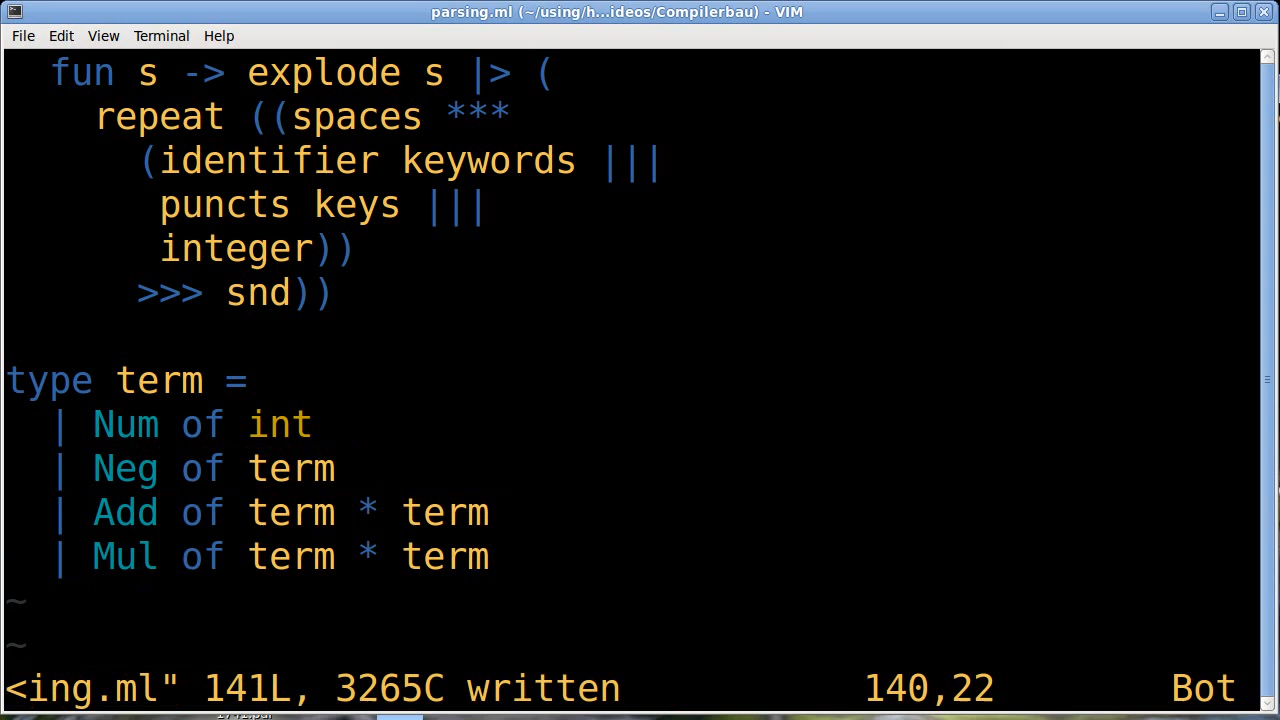 parsing.ml (~/using/h...ideos/Compilerbau) - VIM
File Edit View Terminal Help
fun s -> explode s |> (
repeat ((spaces ***
(identifier keywords |||
puncts keys |||
integer))
>>> snd))
type term =
| Num of int
| Neg of term
| Add of term * term
| Mul of term * term
~
~
<ing.ml" 141L, 3265C written 140,22 Bot